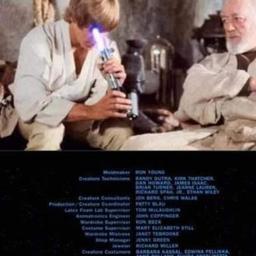 Mouldmaker RON YOUNG
Creature Technicians RANDY DUTRA, KIRK THATCHER,
DAN HOWARD, JAMES ISAAC,
BRIAN TURNER, JEANNE LAUREN,
RICHARD SPAH, JR., ETHAN WILEY
Creature Consultants JON BERG, CHRIS WALAS
Production / Creature Coordinator PATTY BLAU
Latex Foam Lab Supervisor TOM McLAUGHLIN
Animatronics Engineer JOHN COPPINGER
Wardrobe Supervisor RON BECK
Costume Supervisor MARY ELIZABETH STILL
Wardrobe Mistress JANET TEBROOKE
Shop Manager JENNY GREEN
Jeweler RICHARD MILLER
Creature Costumers BARBARA KASSAL, EDWINA PELLIKKA,